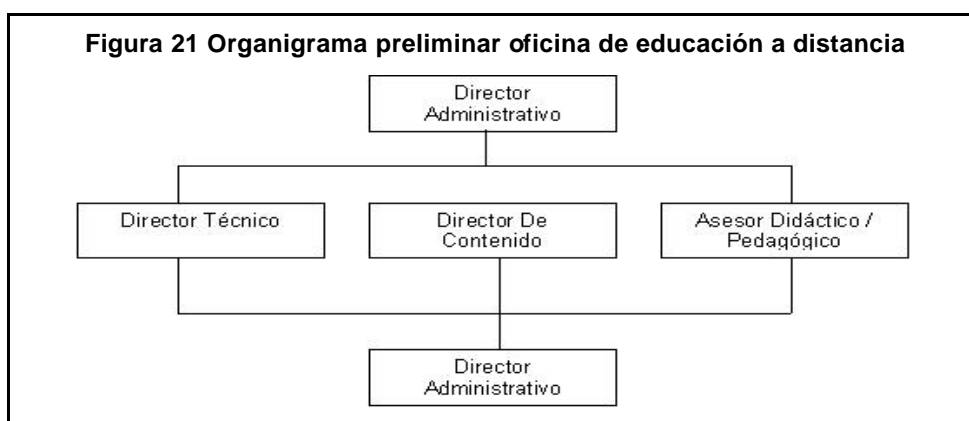 Figura 21 Organigrama preliminar oficina de educación a distancia
Director
Administrativo
Director Técnico
Director De
Contenido
Asesor Didáctico /
Pedagógico
Director
Administrativo